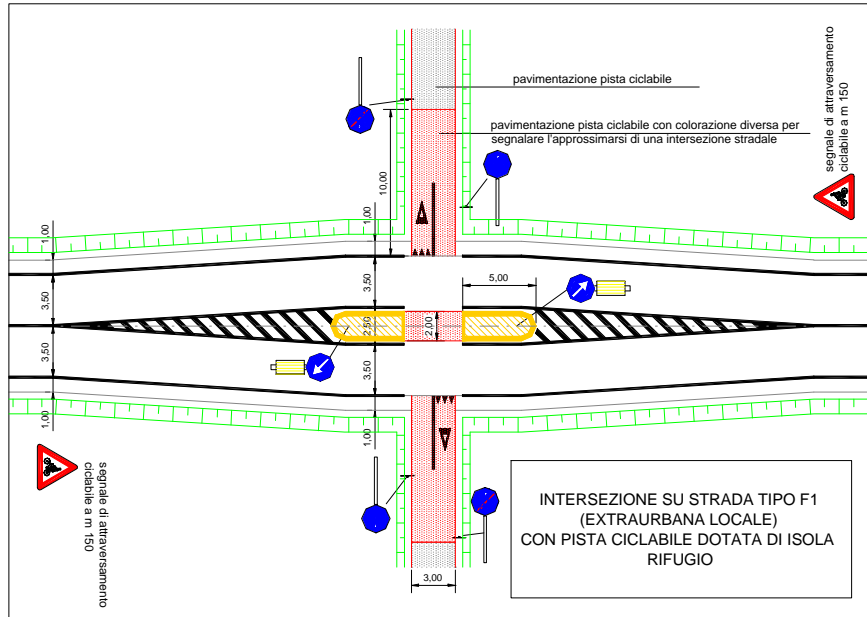 pavimentazione pista ciclabile
pavimentazione pista ciclabile con colorazione diversa per
segnalare l'approssimarsi di una intersezione stradale
segnale di attraversamento
ciclabile a m 150
10,00
1,00
1,00
3,50
3,50
5,00
2,50
2,00
3,50
3,50
1,00
1,00
segnale di attraversamento
ciclabile a m 150
3,00
INTERSEZIONE SU STRADA TIPO F1
(EXTRAURBANA LOCALE)
CON PISTA CICLABILE DOTATA DI ISOLA
RIFUGIO